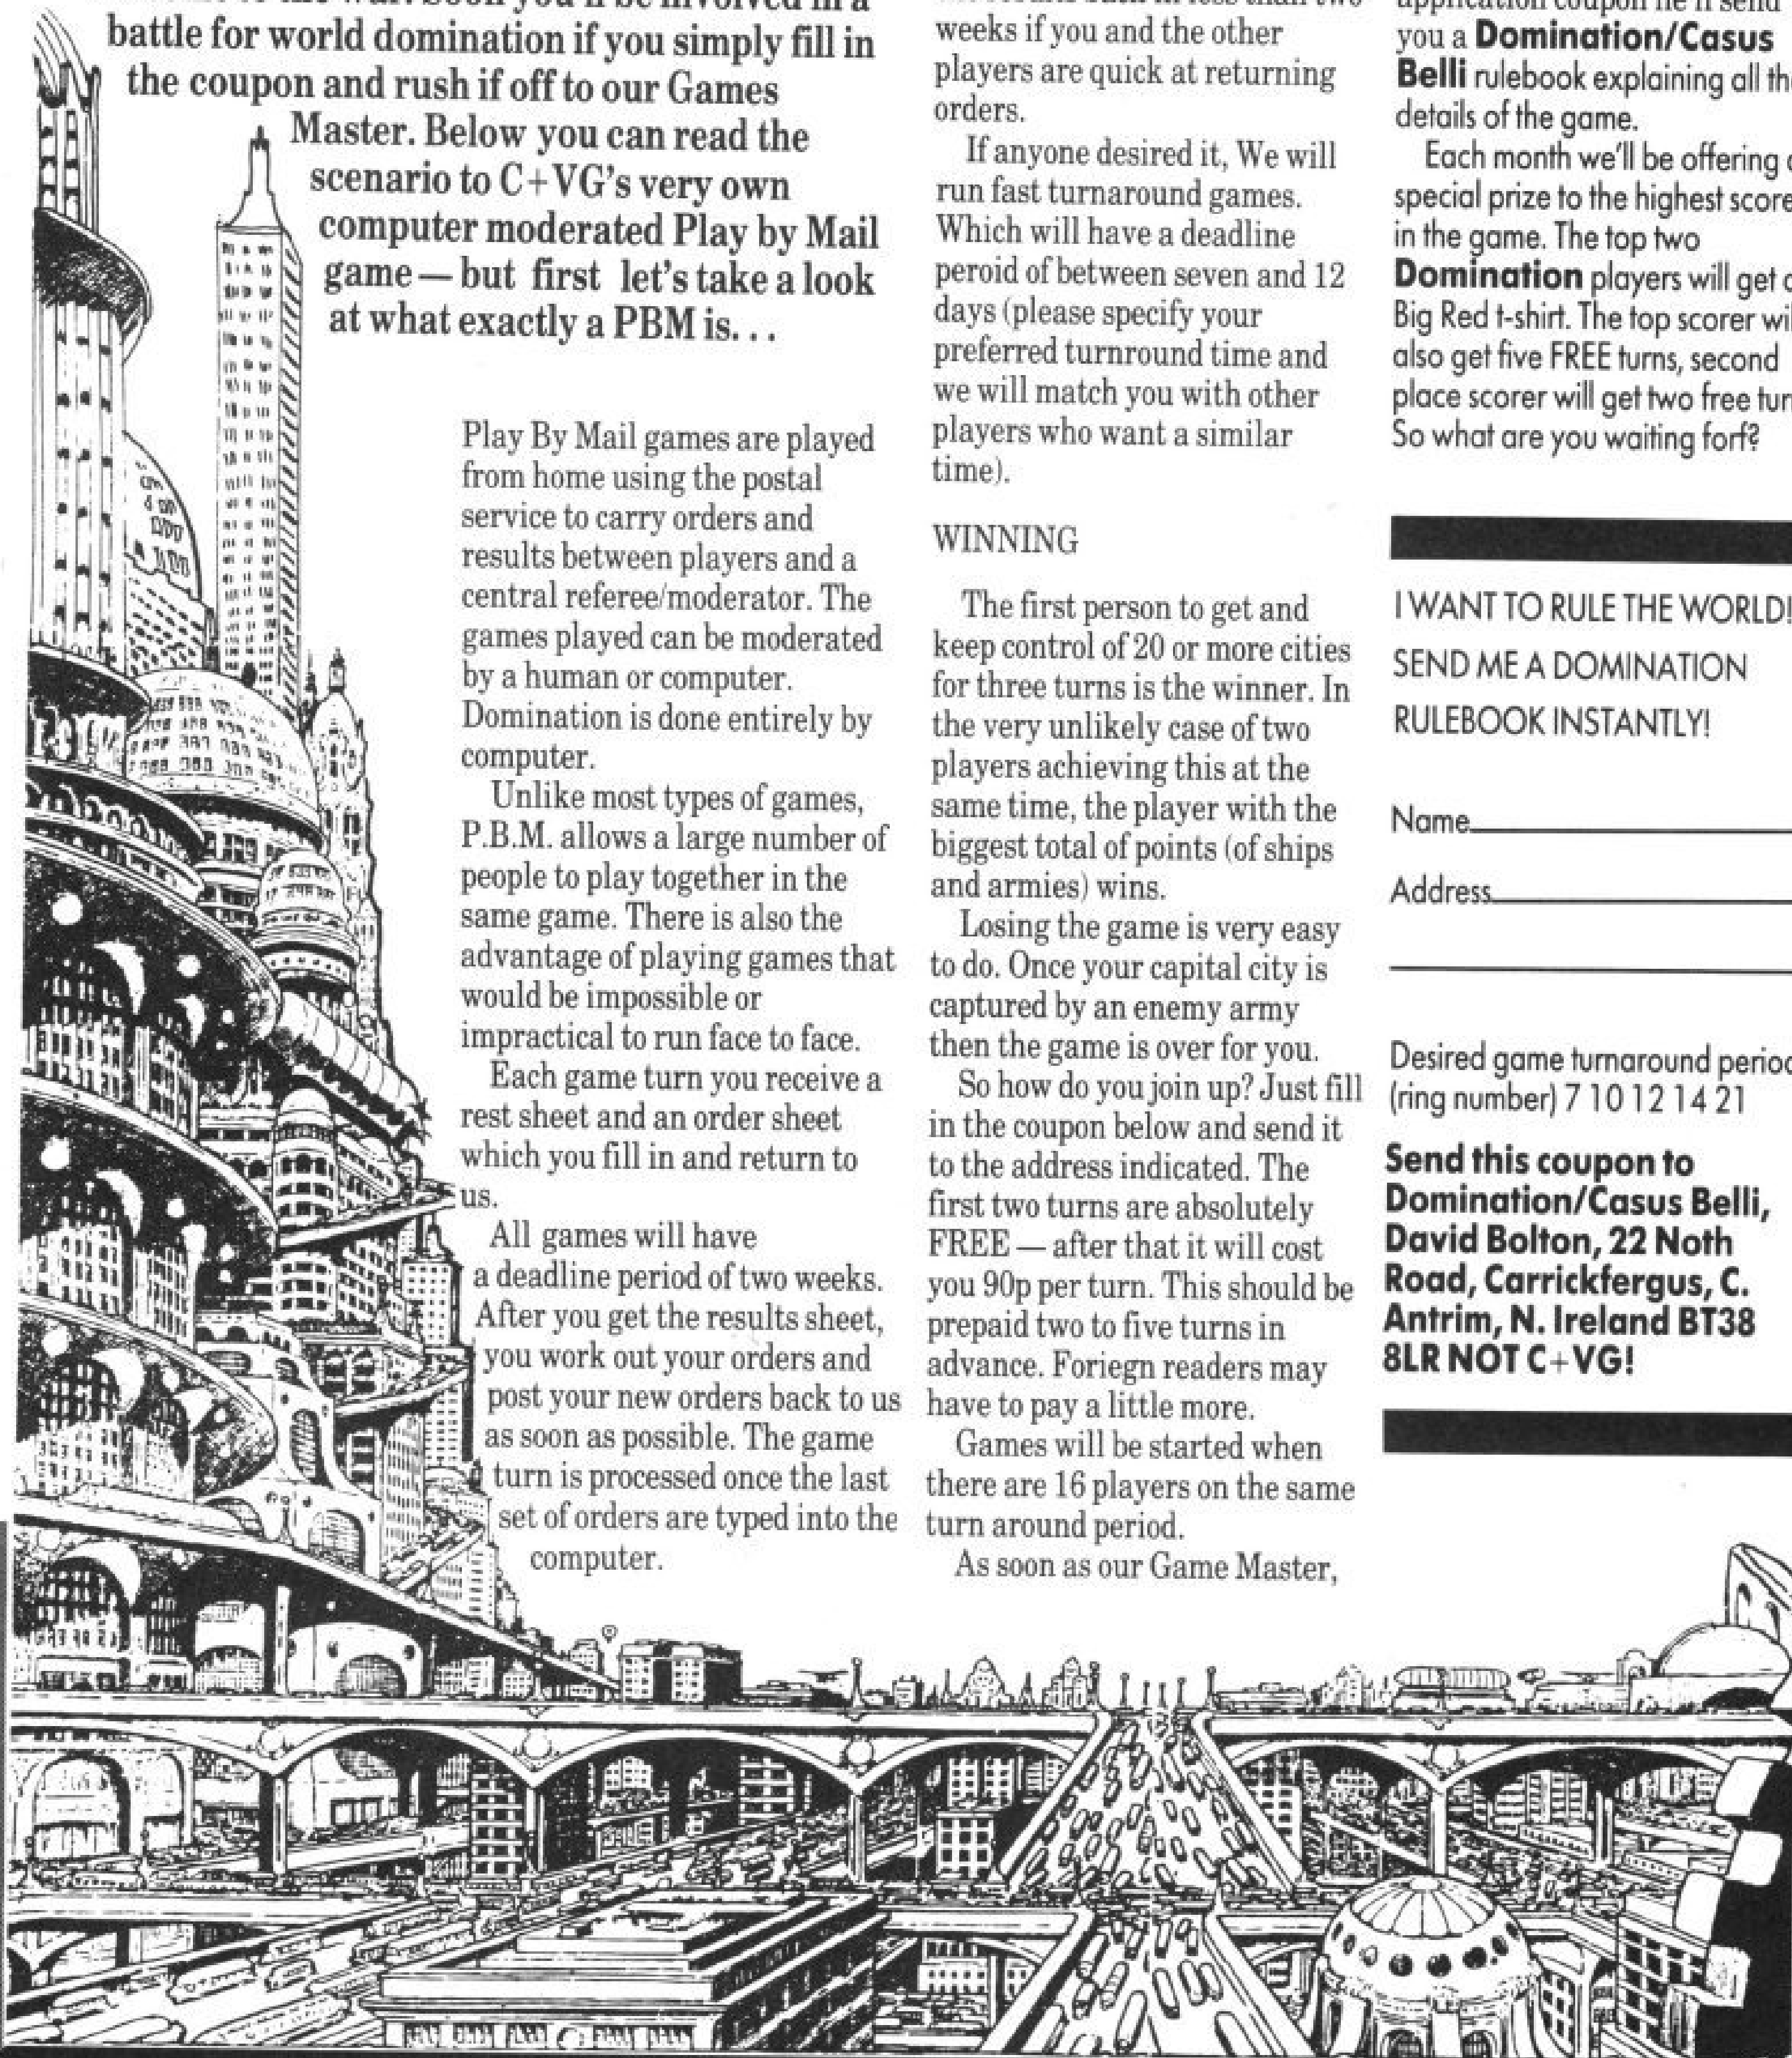 battle for world domination if you simply fill in
the coupon and rush if off to our Games
Master. Below you can read the
scenario to C+VG's very own
computer moderated Play by Mail
game — but first let's take a look
at what exactly a PBM is...
Play By Mail games are played
from home using the postal
service to carry orders and
results between players and a
central referee/moderator. The
games played can be moderated
by a human or computer.
Domination is done entirely by
computer.
Unlike most types of games,
P.B.M. allows a large number of
people to play together in the
same game. There is also the
advantage of playing games that
would be impossible or
impractical to run face to face.
Each game turn you receive a
rest sheet and an order sheet
which you fill in and return to
us.
All games will have
a deadline period of two weeks.
After you get the results sheet,
you work out your orders and
post your new orders back to us
as soon as possible. The game
turn is processed once the last
set of orders are typed into the
computer.
weeks if you and the other
players are quick at returning
orders.
If anyone desired it, We will
run fast turnaround games.
Which will have a deadline
peroid of between seven and 12
days (please specify your
preferred turnround time and
we will match you with other
players who want a similar
time).
WINNING
The first person to get and
keep control of 20 or more cities
for three turns is the winner. In
the very unlikely case of two
players achieving this at the
same time, the player with the
biggest total of points (of ships
and armies) wins.
Losing the game is very easy
to do. Once your capital city is
captured by an enemy army
then the game is over for you.
So how do you join up? Just fill
in the coupon below and send it
to the address indicated. The
first two turns are absolutely
FREE — after that it will cost
you 90p per turn. This should be
prepaid two to five turns in
advance. Foriegn readers may
have to pay a little more.
Games will be started when
there are 16 players on the same
turn around period.
As soon as our Game Master,
you a Domination/Casus
Belli rulebook explaining all
details of the game.
Each month we'll be offering
special prize to the highest
in the game. The top two
Domination players will get
Big Red t-shirt. The top scorer
also get five FREE turns, second
place scorer will get two free
So what are you waiting forf?
I WANT TO RULE THE WORLD!
SEND ME A DOMINATION
RULEBOOK INSTANTLY!
Name
Address
Desired game turnaround period
(ring number) 7 10 12 14 21
Send this coupon to
Domination/Casus Belli,
David Bolton, 22 Noth
Road, Carrickfergus, C.
Antrim, N. Ireland BT38
8LR NOT C+VG!